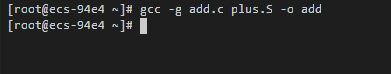 [root@ecs-94e4 ~]# gcc -g add.c plus.S -o add
[root@ecs-94e4 ~]#